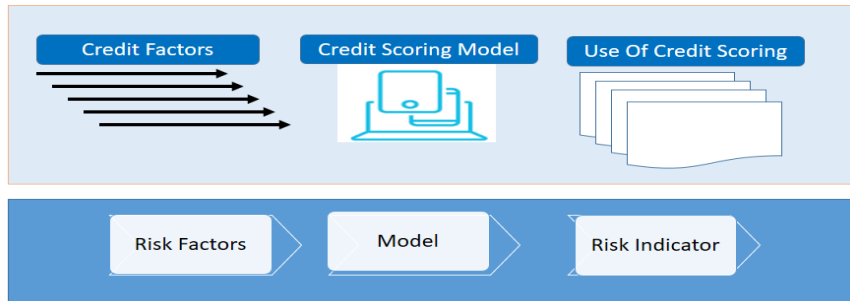 Credit Factors
Credit Scoring Model
Use Of Credit Scoring
Risk Factors
Model
Risk Indicator